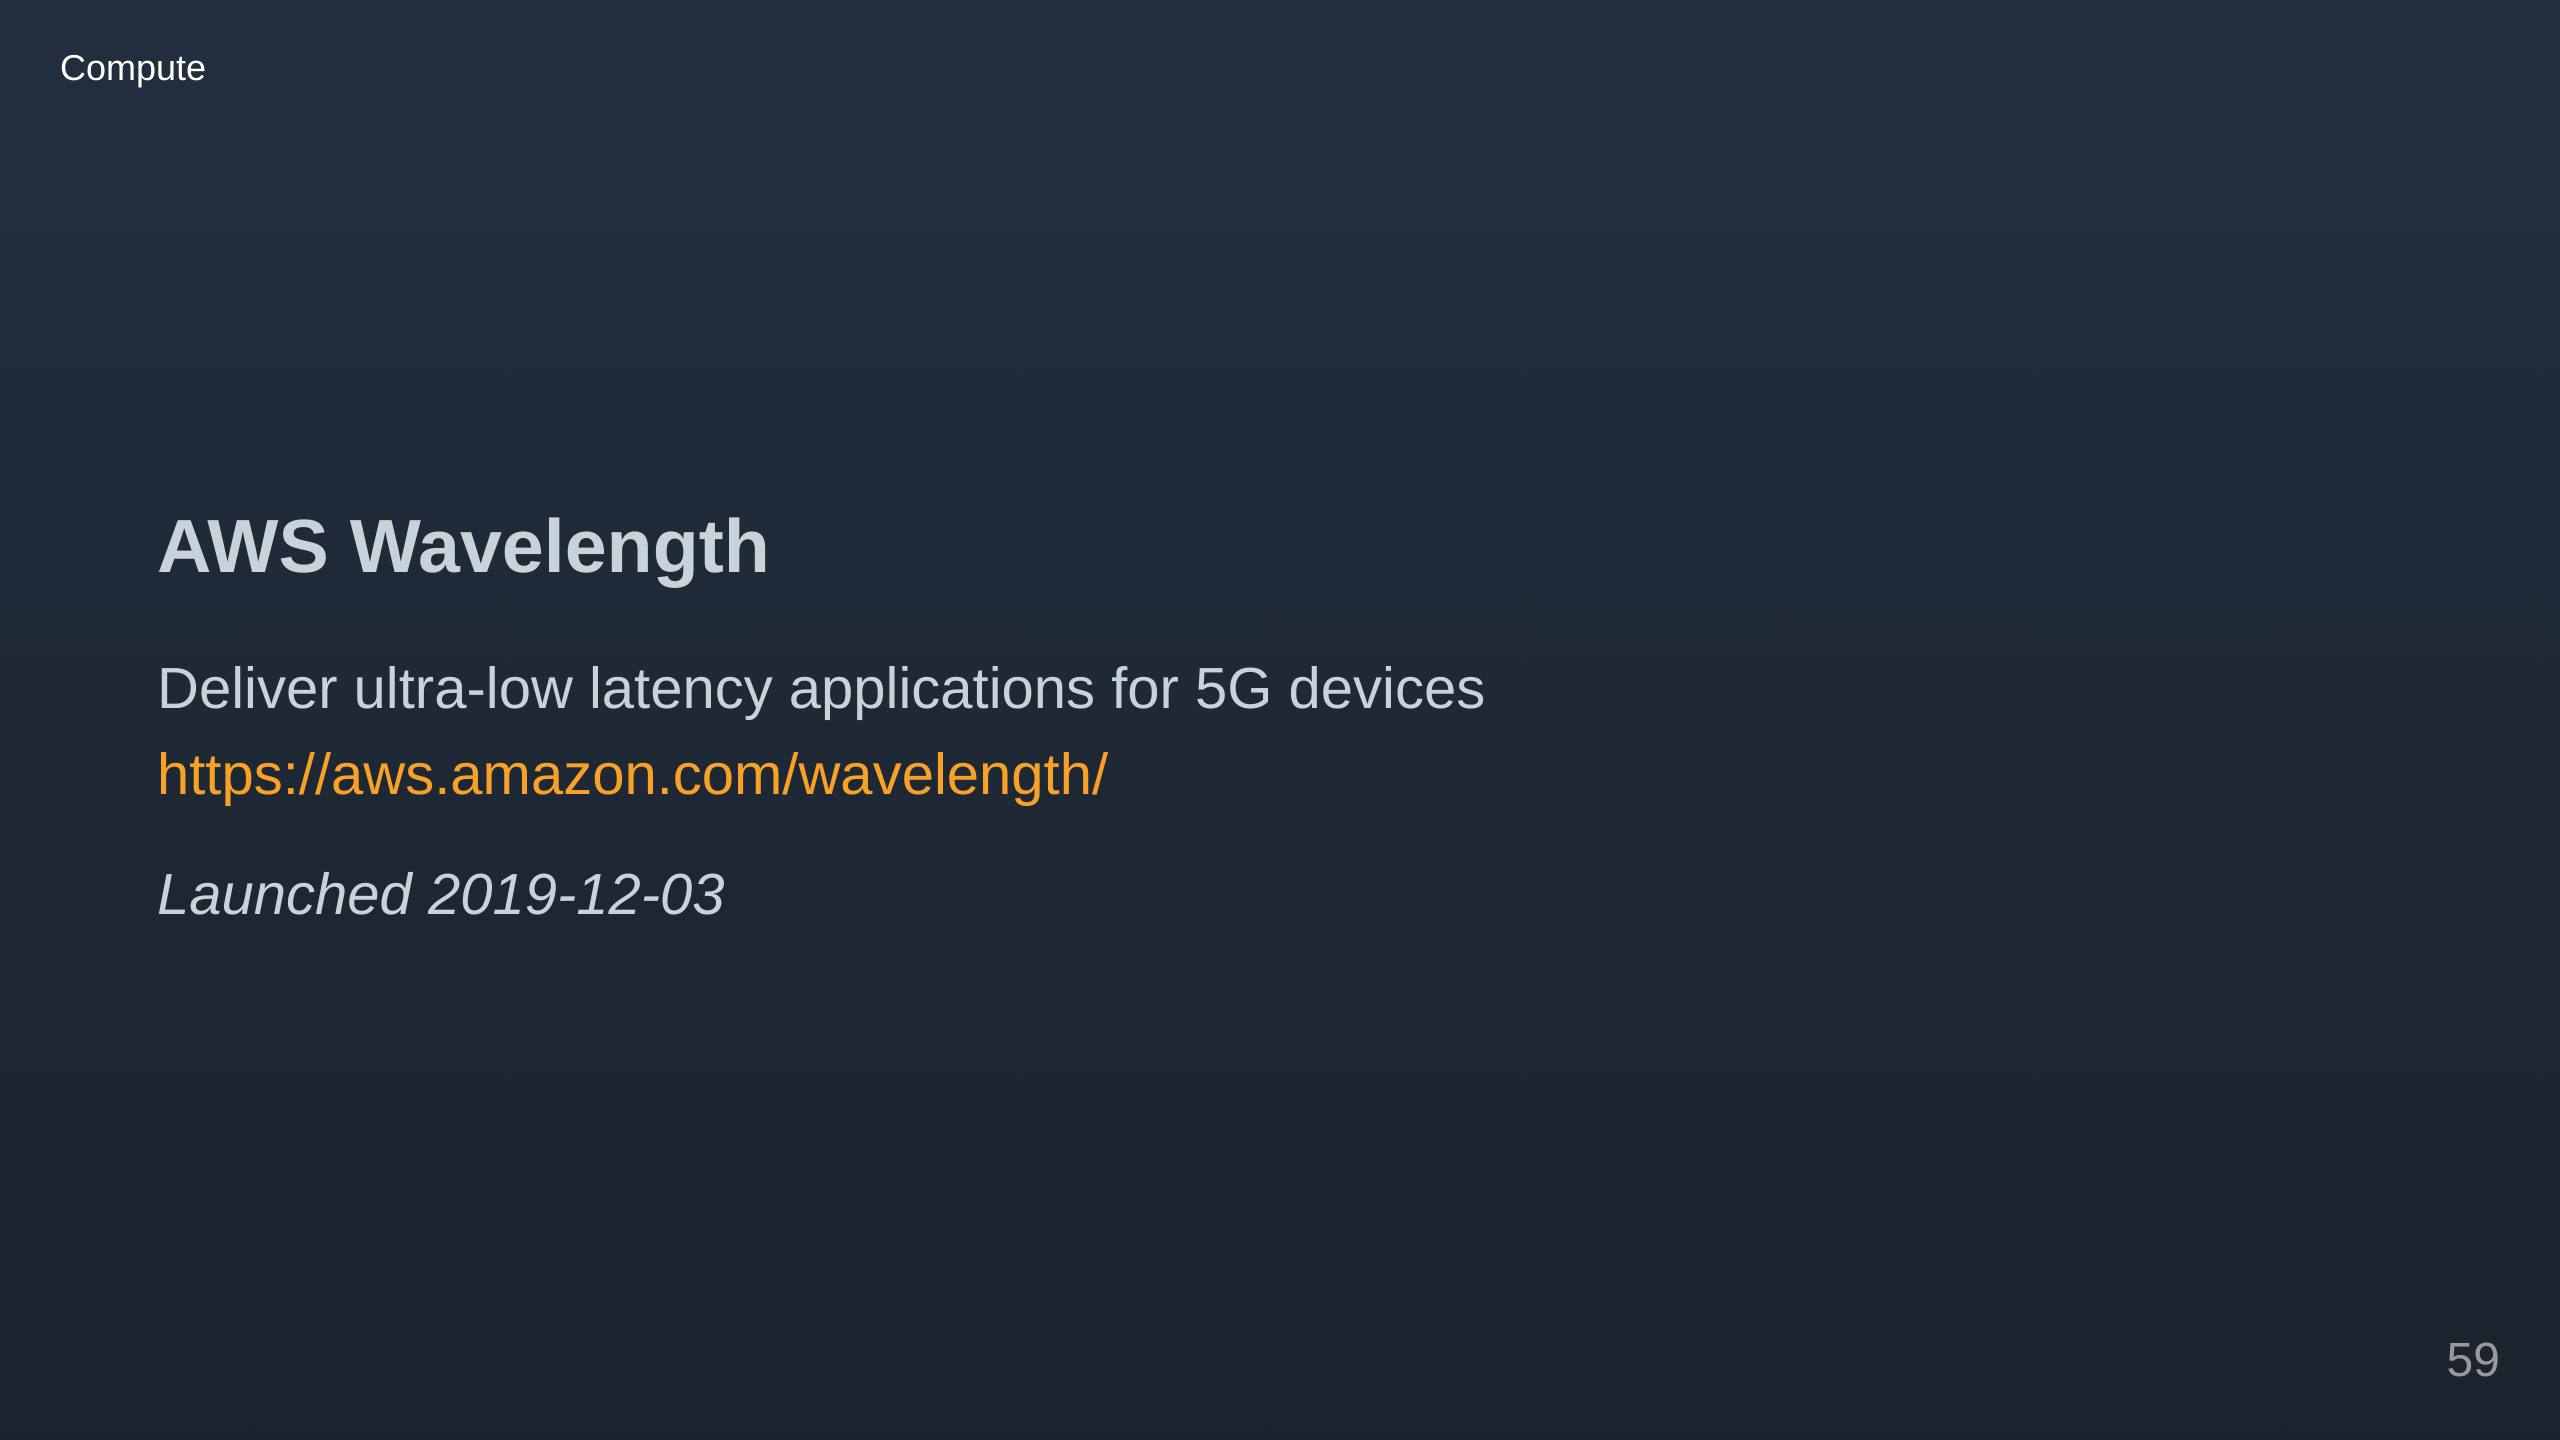 Compute
AWS Wavelength
Deliver ultra-low latency applications for 5G devices
https://aws.amazon.com/wavelength/
Launched 2019-12-03
59